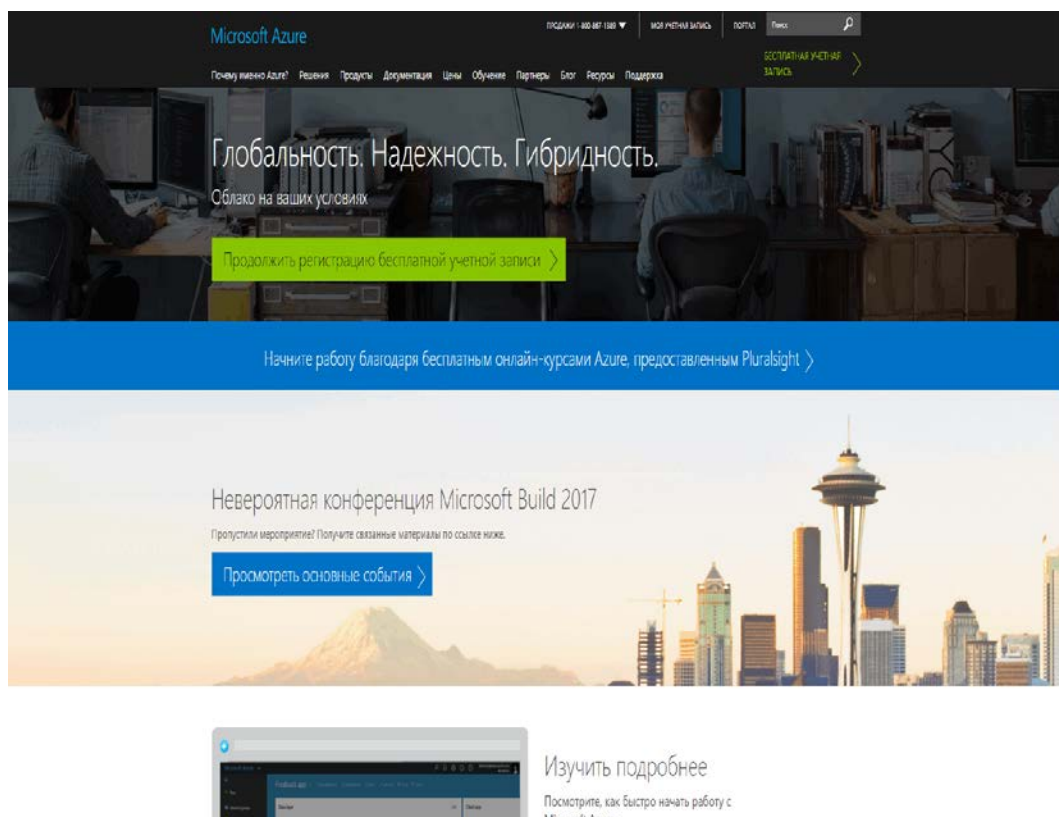 Microsoft Azure
ПРОДАЖИ 1-800-867-1389 ▼ МОЯ УЧЕТНАЯ ЗАПИСЬ ПОРТАЛ Поиск
БЕСПЛАТНАЯ УЧЕТНАЯ
ЗАПИСЬ
Почему именно Azure? Решения Продукты Документация Цены Обучение Партнеры Блог Ресурсы Поддержка
Глобальность. Надежность. Гибридность.
Облако на ваших условиях
Продолжить регистрацию бесплатной учетной записи
Начните работу благодаря бесплатным онлайн-курсами Azure, предоставленным Pluralsight
Невероятная конференция Microsoft Build 2017
Пропустили мероприятие? Получите связанные материалы по ссылке ниже.
Просмотреть основные события
Изучить подробнее
Посмотрите, как быстро начать работу с